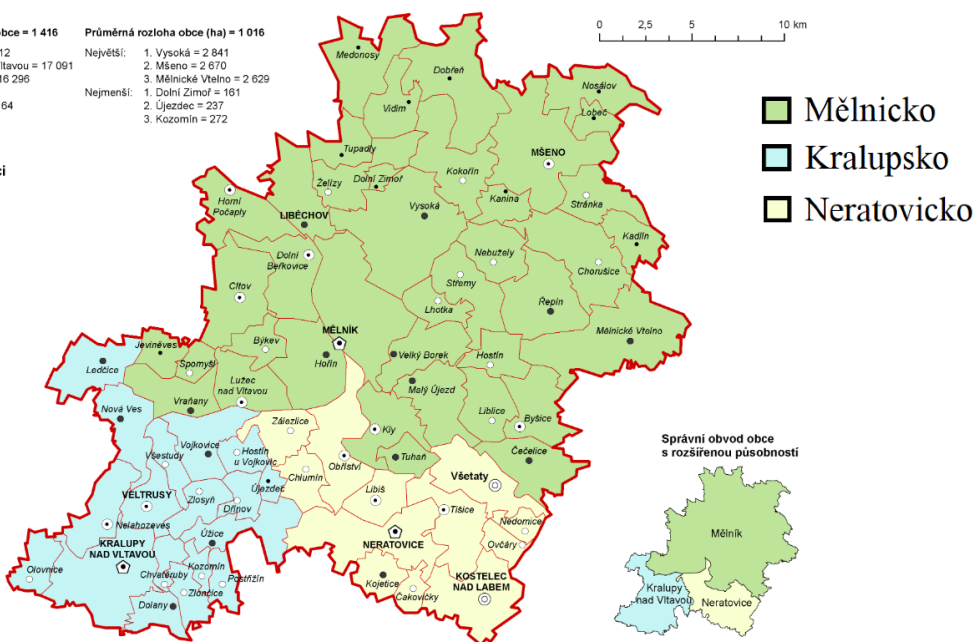 obce = 1 416
12
ltavou = 17 091
16 296
64
ci
Průměrná rozloha obce (ha) = 1 016
Největší: 1. Vysoká = 2 841
2. Mšeno = 2 670
3. Mělnické Vtelno = 2 629
Nejmenší: 1. Dolní Zimoř = 161
2. Újezdec = 237
3. Kozomín = 272
0 2,5 5 10 km
Mělnicko
Kralupsko
Neratovicko
Medonosy
Dobřeň
Nosálov
Vidim
Lobeč
Tupadly
MŠENO
Želízy
Dolní Zimoř
Kokořín
Horní
Počaply
Kanina
Stránka
LIBĚCHOV
Vysoká
Kadlín
Dolní
Beřkovice
Nebužely
Chorušice
Střemy
Cítov
Lhotka
Řepín
Mělnické Vtelno
MĚLNÍK
Jeviněves
Býkev
Hořín
Velký Borek
Hostín
Ledčice
Spomyšl
Lužec
nad Vltavou
Malý Újezd
Nová Ves
Vraňany
Liblice
Byšice
Zálezlice
Kly
Vojkovice
Hostín
u Vojkovic
Obříství
Tuhaň
Čečelice
Všestudy
Chlumín
Všetaty
Újezdec
VELTRUSY
Zlosyň
Dřínov
Libiš
Tišice
Nelahozeves
Nedomice
Úžice
Ovčáry
KRALUPY
NAD VLTAVOU
NERATOVICE
Olovnice
Chvatěruby
Kozomín
Postřižín
Kojetice
Zlončice
Čakovičky
KOSTELEC
NAD LABEM
Dolany
Správní obvod obce
s rozšířenou působností
Mělník
Kralupy
nad Vltavou
Neratovice